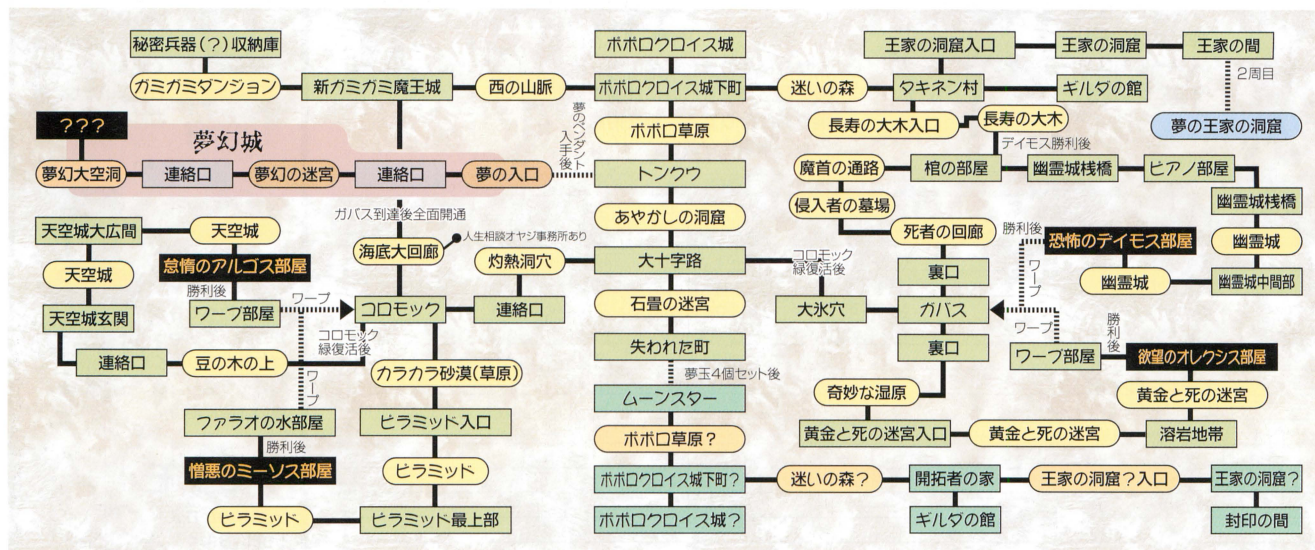 秘密兵器(?)収納庫
ポポロクロイス城
王家の洞窟入口
王家の洞窟
王家の間
ガミガミダンジョン
新ガミガミ魔王城
西の山脈
ポポロクロイス城下町
迷いの森
タキネン村
ギルダの館
2周目
???
夢幻城
夢のペンダント
入手後
ポポロ草原
長寿の大木入口
長寿の大木
夢の王家の洞窟
デイモス勝利後
夢幻大空洞
連絡口
夢幻の迷宮
連絡口
夢の入口
トンクウ
魔首の通路
棺の部屋
幽霊城桟橋
ピアノ部屋
ガバス到達後全面開通
あやかしの洞窟
侵入者の墓場
幽霊城桟橋
天空城大広間
天空城
海底大回廊
人生相談オヤジ事務所あり
死者の回廊
勝利後
恐怖のデイモス部屋
幽霊城
天空城
怠惰のアルゴス部屋
灼熱洞穴
大十字路
コロモック
緑復活後
裏口
ワープ
幽霊城
幽霊城中間部
勝利後
ワープ部屋
ワープ
コロモック
連絡口
石畳の迷宮
大氷穴
ガバス
天空城玄関
コロモック
緑復活後
ワープ
勝利後
連絡口
豆の木の上
ワープ
カラカラ砂漠(草原)
失われた町
裏口
ワープ部屋
欲望のオレクシス部屋
夢玉4個セット後
奇妙な湿原
黄金と死の迷宮
ムーンスター
ファラオの水部屋
ピラミッド入口
ポポロ草原?
黄金と死の迷宮入口
黄金と死の迷宮
溶岩地帯
勝利後
憎悪のミーソス部屋
ピラミッド
ポポロクロイス城下町?
迷いの森?
開拓者の家
王家の洞窟?入口
王家の洞窟?
ピラミッド
ピラミッド最上部
ポポロクロイス城?
ギルダの館
封印の間